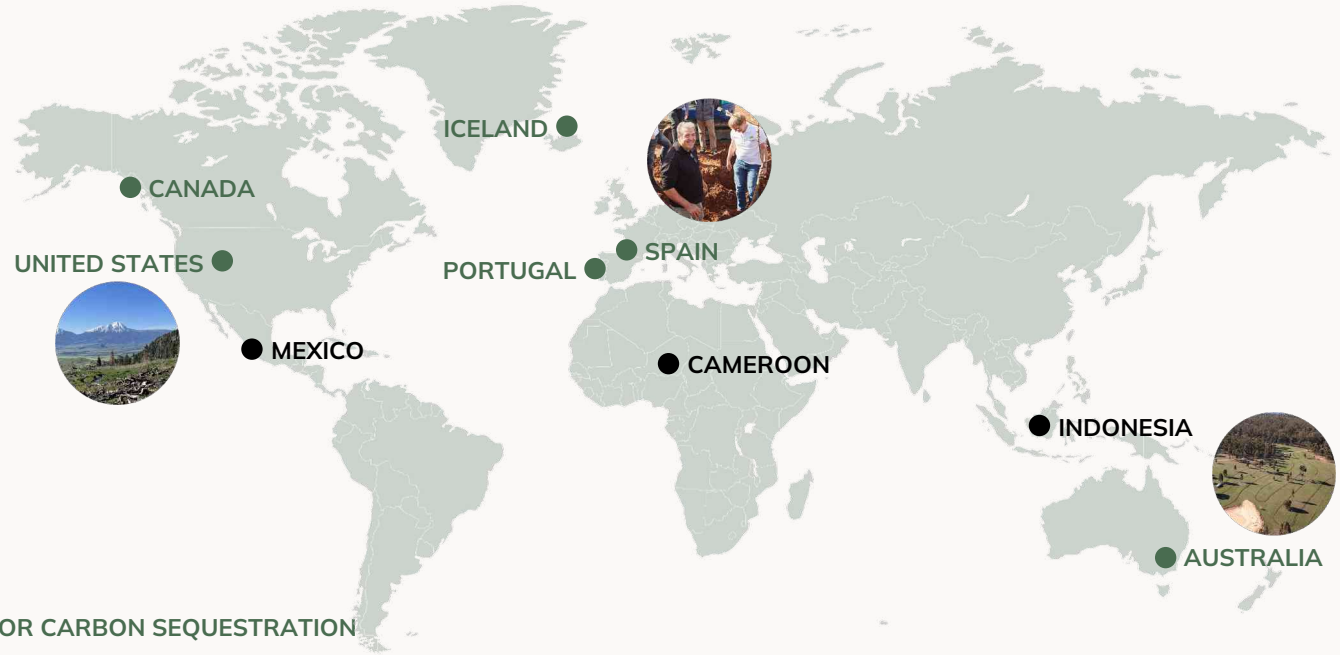 ICELAND
CANADA
UNITED STATES
PORTUGAL
SPAIN
MEXICO
CAMEROON
INDONESIA
AUSTRALIA
OR CARBON SEQUESTRATION